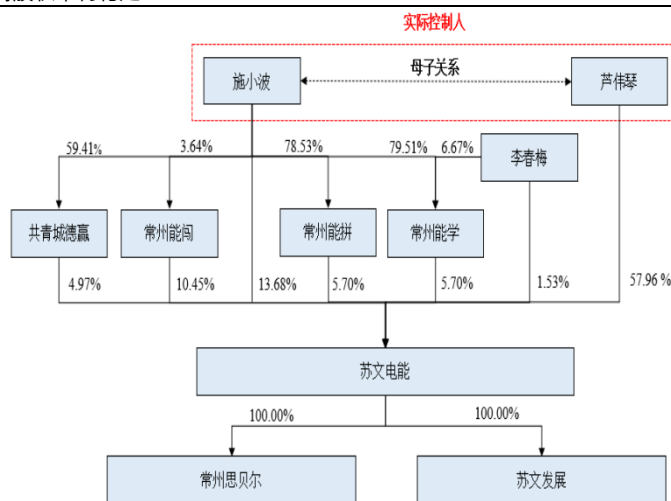 实际控制人
施小波
母子关系
芦伟琴
59.41%
3.64%
78.53%
79.51%
6.67%
李春梅
共青城德赢
常州能闯
常州能拼
常州能学
4.97%
10.45%
13.68%
5.70%
5.70%
1.53%
57.96 %
苏文电能
100.00%
100.00%
常州思贝尔
苏文发展